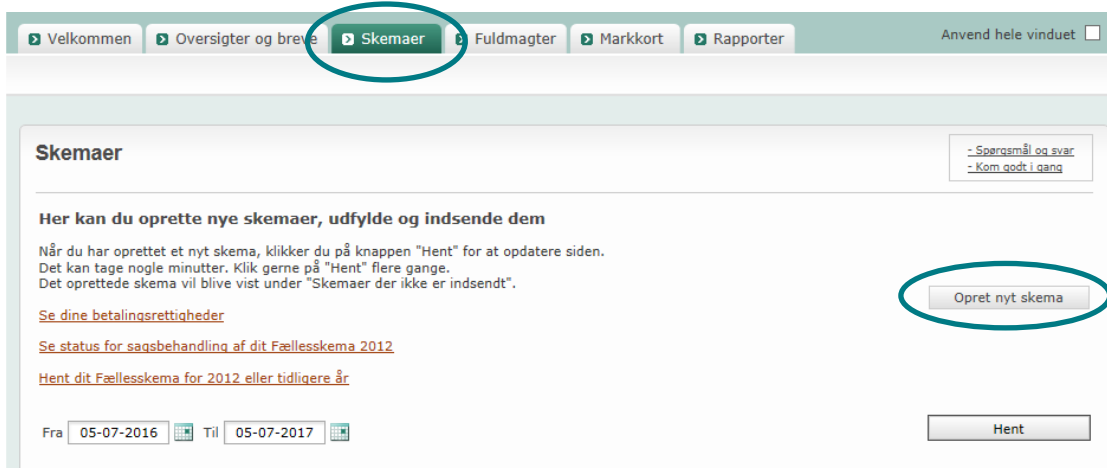 Velkommen Oversigter og breve Skemaer Fuldmagter Markkort Rapporter Anvend hele vinduet
Skemaer
- Spørgsmål og svar
- Kom godt i gang
Her kan du oprette nye skemaer, udfylde og indsende dem
Når du har oprettet et nyt skema, klikker du på knappen "Hent" for at opdatere siden.
Det kan tage nogle minutter. Klik gerne på "Hent" flere gange.
Det oprettede skema vil blive vist under "Skemaer der ikke er indsendt".
Opret nyt skema
Se dine betalingsrettigheder
Se status for sagsbehandling af dit Fællesskema 2012
Hent dit Fællesskema for 2012 eller tidligere år
Fra 05-07-2016 Til 05-07-2017 Hent